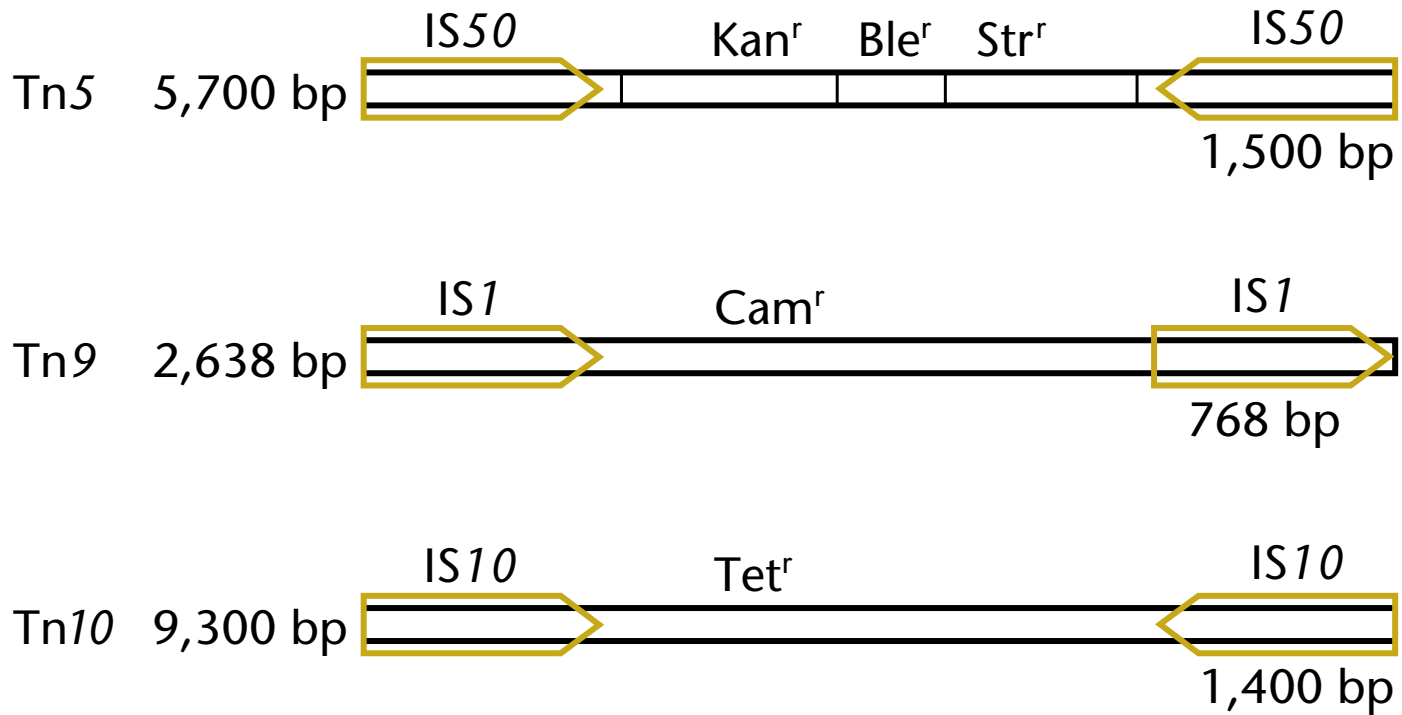 IS50 Kanʳ Bleʳ Strʳ IS50
Tn5 5,700 bp
1,500 bp
IS1 Camʳ IS1
Tn9 2,638 bp
768 bp
IS10 Tetʳ IS10
Tn10 9,300 bp
1,400 bp